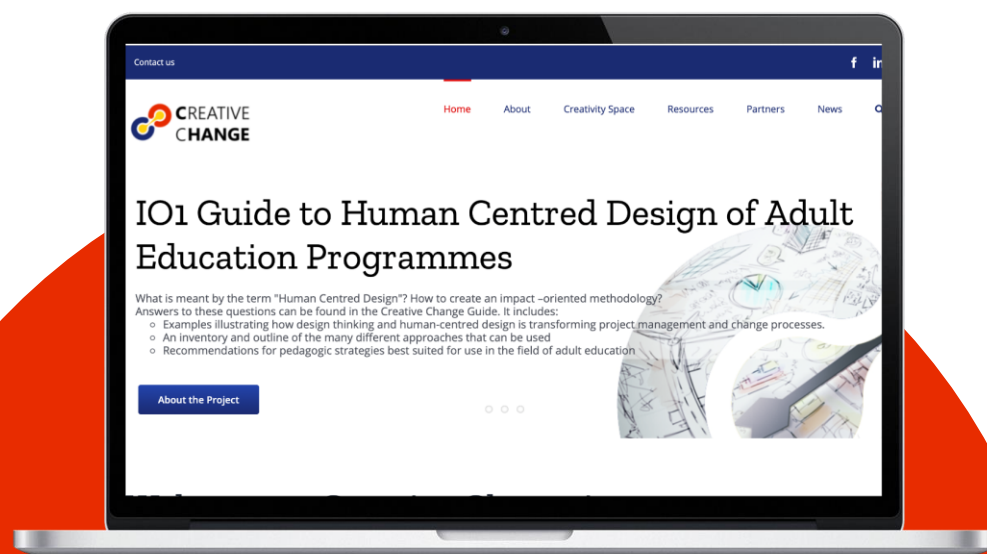 Contact us
f in
CREATIVE
CHANGE
Home About Creativity Space Resources Partners News
IO1 Guide to Human Centred Design of Adult
Education Programmes
What is meant by the term "Human Centred Design"? How to create an impact –oriented methodology?
Answers to these questions can be found in the Creative Change Guide. It includes:
Examples illustrating how design thinking and human-centred design is transforming project management and change processes.
An inventory and outline of the many different approaches that can be used
Recommendations for pedagogic strategies best suited for use in the field of adult education
About the Project